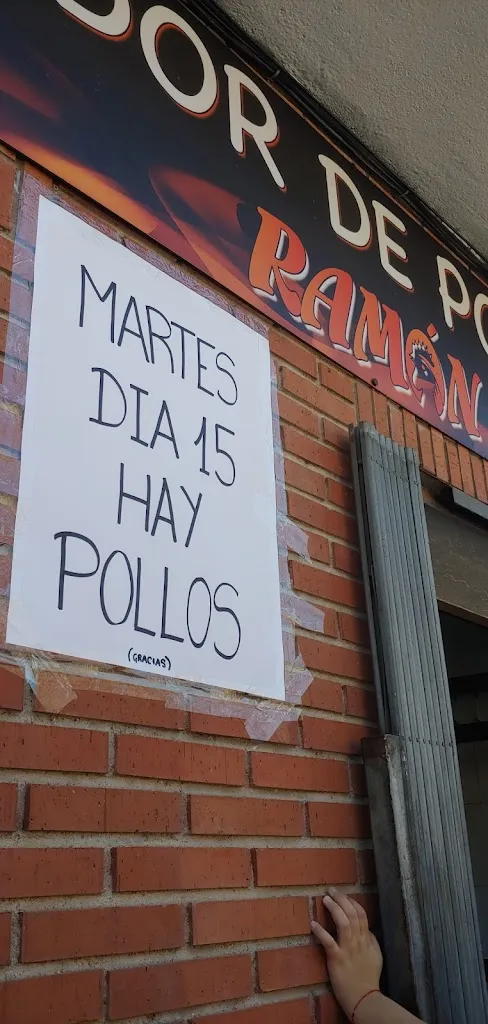 DOR DE PO
RAMÓN
MARTES
DIA 15
HAY
POLLOS
(GRACIAS)